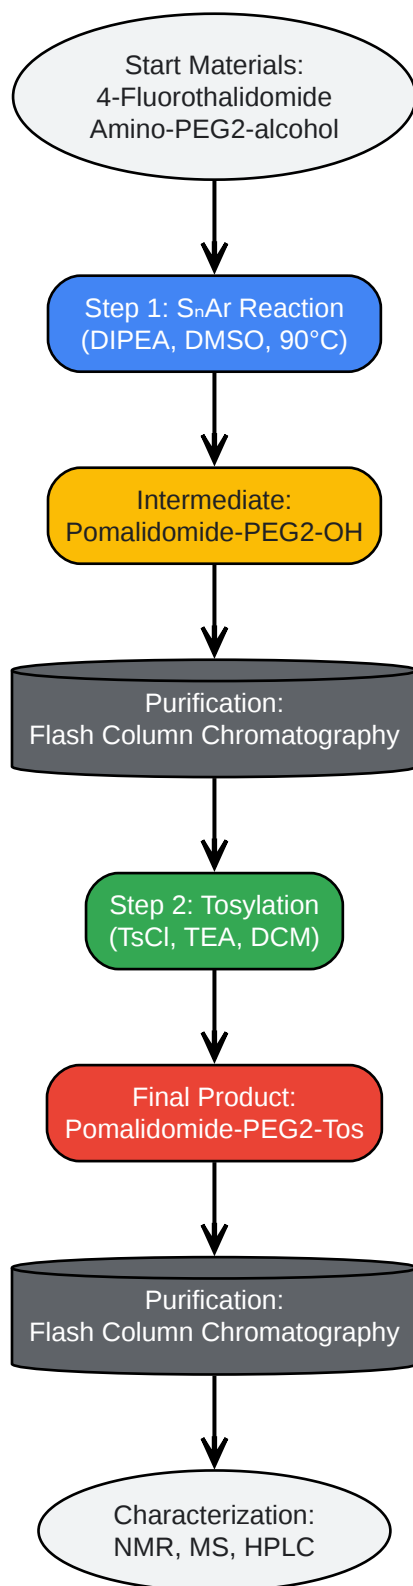 Start Materials:
4-Fluorothalidomide
Amino-PEG2-alcohol
Step 1: SₙAr Reaction
(DIPEA, DMSO, 90°C)
Intermediate:
Pomalidomide-PEG2-OH
Purification:
Flash Column Chromatography
Step 2: Tosylation
(TsCl, TEA, DCM)
Final Product:
Pomalidomide-PEG2-Tos
Purification:
Flash Column Chromatography
Characterization:
NMR, MS, HPLC